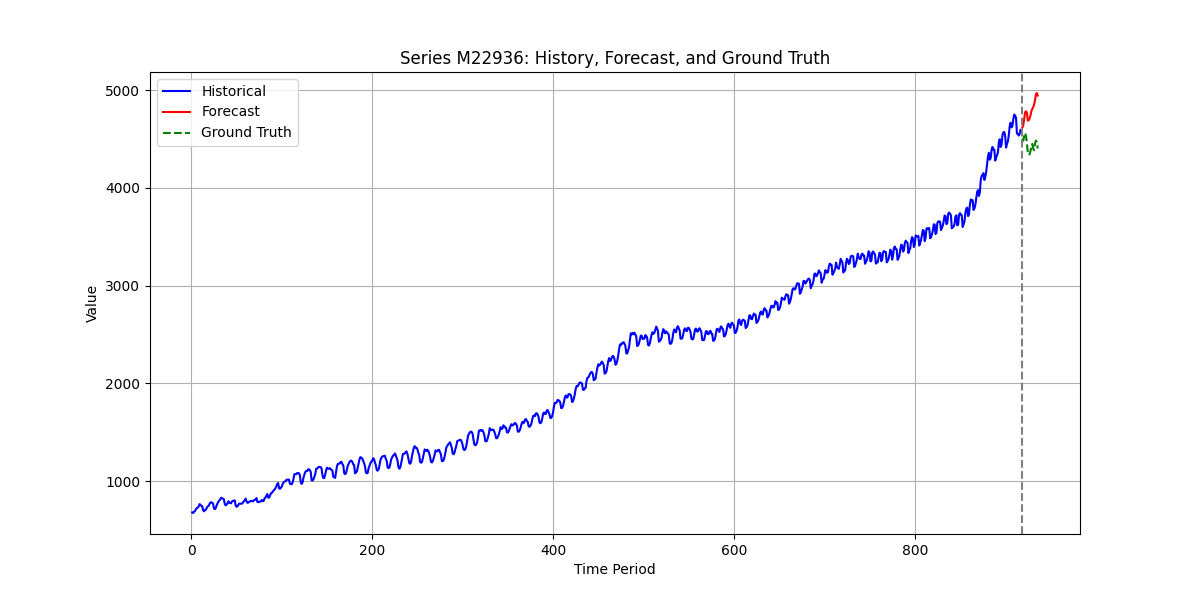 Series M22936: History, Forecast, and Ground Truth
Historical
Forecast
Ground Truth
5000
4000
3000
2000
1000
Value
0 200 400 600 800
Time Period